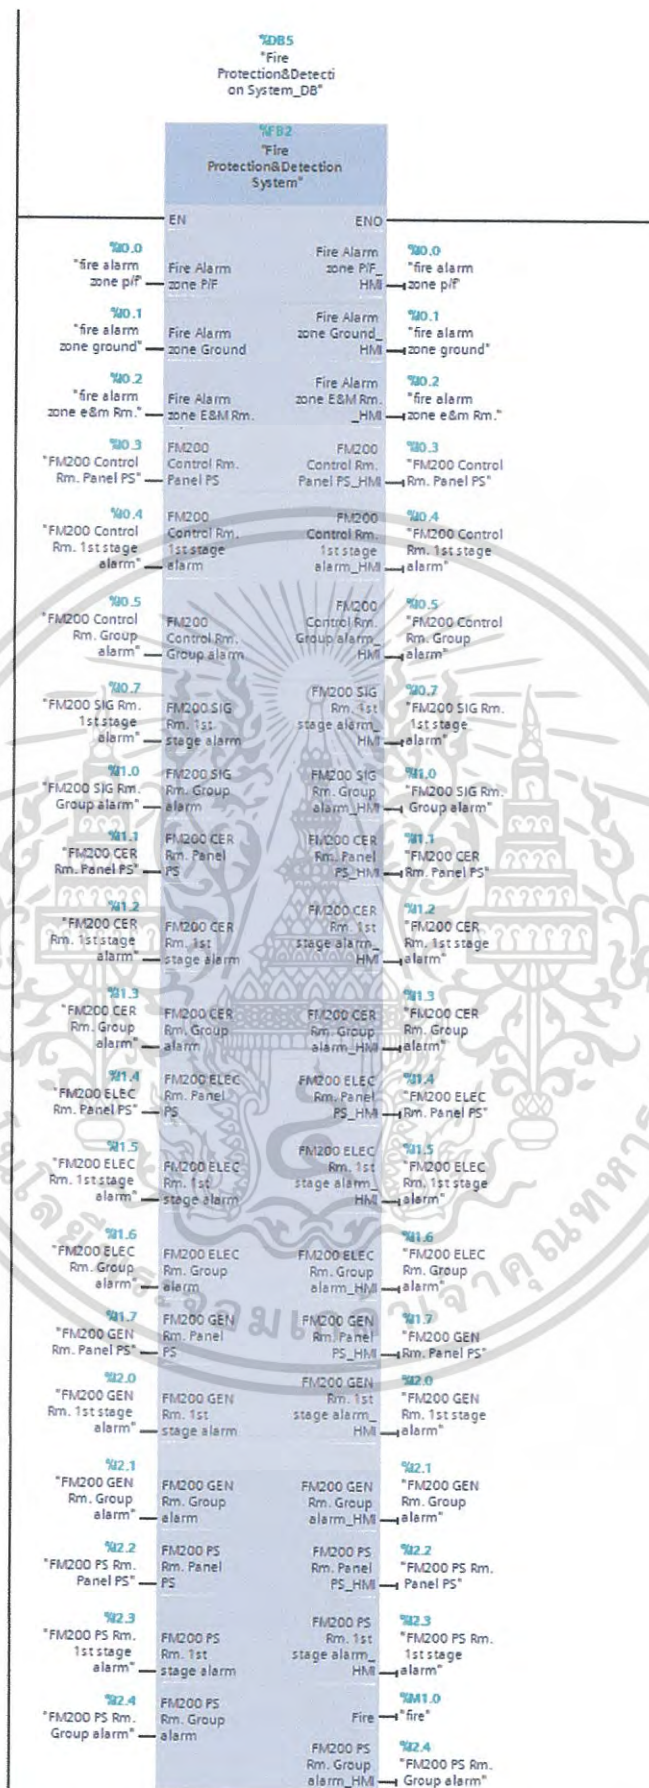 %DB5
"Fire
Protection&Detecti
on System_DB"
%FB2
"Fire
Protection&Detection
System"
EN ENO
%I0.0
"fire alarm
zone p/f"
Fire Alarm
zone P/F
Fire Alarm
zone P/F_
HMI
%I0.0
"fire alarm
zone p/f"
%I0.1
"fire alarm
zone ground"
Fire Alarm
zone Ground
Fire Alarm
zone Ground_
HMI
%I0.1
"fire alarm
zone ground"
%I0.2
"fire alarm
zone e&m Rm."
Fire Alarm
zone E&M Rm.
Fire Alarm
zone E&M Rm.
_HMI
%I0.2
"fire alarm
zone e&m Rm."
%I0.3
"FM200 Control
Rm. Panel PS"
FM200
Control Rm.
Panel PS
FM200
Control Rm.
Panel PS_HMI
%I0.3
"FM200 Control
Rm. Panel PS"
%I0.4
"FM200 Control
Rm. 1st stage
alarm"
FM200
Control Rm.
1st stage
alarm
FM200
Control Rm.
1st stage
alarm_HMI
%I0.4
"FM200 Control
Rm. 1st stage
alarm"
%I0.5
"FM200 Control
Rm. Group
alarm"
FM200
Control Rm.
Group alarm
FM200
Control Rm.
Group alarm_
HMI
%I0.5
"FM200 Control
Rm. Group
alarm"
%I0.7
"FM200 SIG Rm.
1st stage
alarm"
FM200 SIG
Rm. 1st
stage alarm
FM200 SIG
Rm. 1st
stage alarm_
HMI
%I0.7
"FM200 SIG Rm.
1st stage
alarm"
%I1.0
"FM200 SIG Rm.
Group alarm"
FM200 SIG
Rm. Group
alarm
FM200 SIG
Rm. Group
alarm_HMI
%I1.0
"FM200 SIG Rm.
Group alarm"
%I1.1
"FM200 CER
Rm. Panel PS"
FM200 CER
Rm. Panel
PS
FM200 CER
Rm. Panel
PS_HMI
%I1.1
"FM200 CER
Rm. Panel PS"
%I1.2
"FM200 CER
Rm. 1st stage
alarm"
FM200 CER
Rm. 1st
stage alarm
FM200 CER
Rm. 1st
stage alarm_
HMI
%I1.2
"FM200 CER
Rm. 1st stage
alarm"
%I1.3
"FM200 CER
Rm. Group
alarm"
FM200 CER
Rm. Group
alarm
FM200 CER
Rm. Group
alarm_HMI
%I1.3
"FM200 CER
Rm. Group
alarm"
%I1.4
"FM200 ELEC
Rm. Panel PS"
FM200 ELEC
Rm. Panel
PS
FM200 ELEC
Rm. Panel
PS_HMI
%I1.4
"FM200 ELEC
Rm. Panel PS"
%I1.5
"FM200 ELEC
Rm. 1st stage
alarm"
FM200 ELEC
Rm. 1st
stage alarm
FM200 ELEC
Rm. 1st
stage alarm_
HMI
%I1.5
"FM200 ELEC
Rm. 1st stage
alarm"
%I1.6
"FM200 ELEC
Rm. Group
alarm"
FM200 ELEC
Rm. Group
alarm
FM200 ELEC
Rm. Group
alarm_HMI
%I1.6
"FM200 ELEC
Rm. Group
alarm"
%I1.7
"FM200 GEN
Rm. Panel PS"
FM200 GEN
Rm. Panel
PS
FM200 GEN
Rm. Panel
PS_HMI
%I1.7
"FM200 GEN
Rm. Panel PS"
%I2.0
"FM200 GEN
Rm. 1st stage
alarm"
FM200 GEN
Rm. 1st
stage alarm
FM200 GEN
Rm. 1st
stage alarm_
HMI
%I2.0
"FM200 GEN
Rm. 1st stage
alarm"
%I2.1
"FM200 GEN
Rm. Group
alarm"
FM200 GEN
Rm. Group
alarm
FM200 GEN
Rm. Group
alarm_HMI
%I2.1
"FM200 GEN
Rm. Group
alarm"
%I2.2
"FM200 PS Rm.
Panel PS"
FM200 PS
Rm. Panel
PS
FM200 PS
Rm. Panel
PS_HMI
%I2.2
"FM200 PS Rm.
Panel PS"
%I2.3
"FM200 PS Rm.
1st stage
alarm"
FM200 PS
Rm. 1st
stage alarm
FM200 PS
Rm. 1st
stage alarm_
HMI
%I2.3
"FM200 PS Rm.
1st stage
alarm"
%I2.4
"FM200 PS Rm.
Group alarm"
FM200 PS
Rm. Group
alarm
Fire
%M1.0
"fire"
FM200 PS
Rm. Group
alarm_HMI
%I2.4
"FM200 PS Rm.
Group alarm"